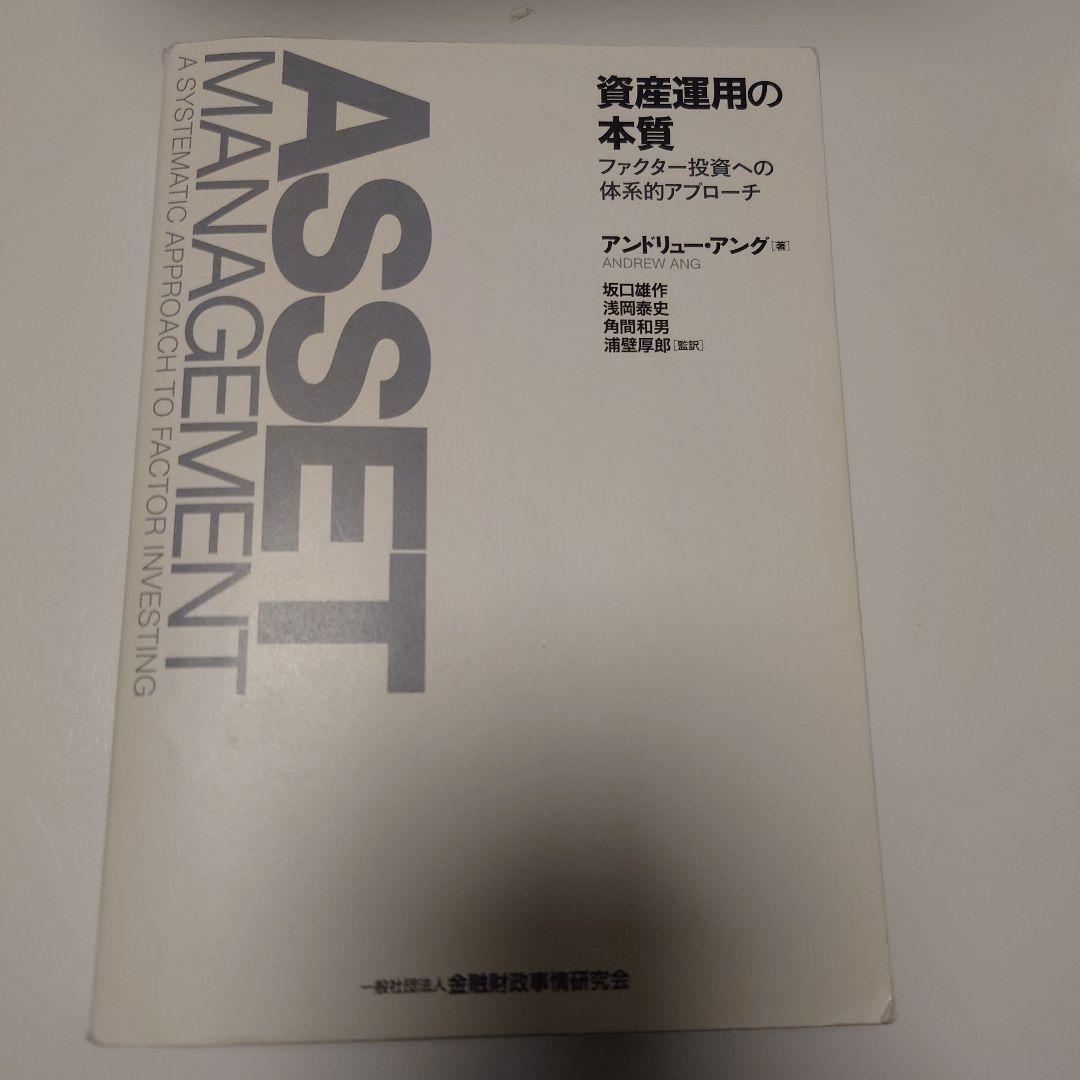 ASSET
MANAGEMENT
A SYSTEMATIC APPROACH TO FACTOR INVESTING
資産運用の
本質
ファクター投資への
体系的アプローチ
アンドリュー・アング[著]
ANDREW ANG
坂口雄作
浅岡泰史
角間和男
浦壁厚郎[監訳]
一般社団法人 金融財政事情研究会